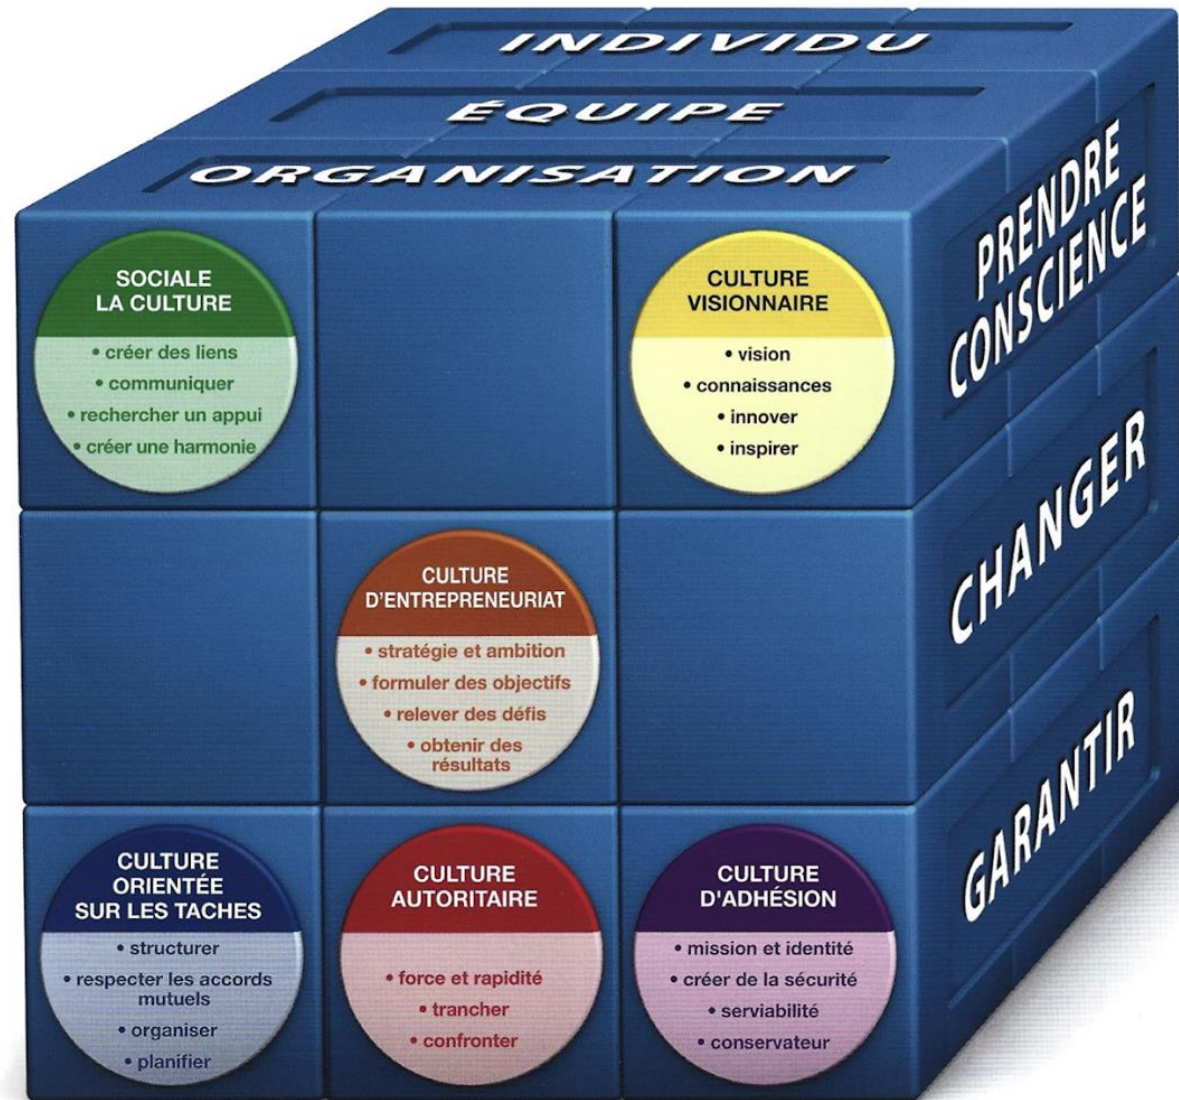 INDIVIDU
ÉQUIPE
ORGANISATION
PRENDRE
CONSCIENCE
CHANGER
GARANTIR
SOCIALE
LA CULTURE
• créer des liens
• communiquer
• rechercher un appui
• créer une harmonie
CULTURE
VISIONNAIRE
• vision
• connaissances
• innover
• inspirer
CULTURE
D'ENTREPRENEURIAT
• stratégie et ambition
• formuler des objectifs
• relever des défis
• obtenir des
résultats
CULTURE
ORIENTÉE
SUR LES TACHES
• structurer
• respecter les accords
mutuels
• organiser
• planifier
CULTURE
AUTORITAIRE
• force et rapidité
• trancher
• confronter
CULTURE
D'ADHÉSION
• mission et identité
• créer de la sécurité
• serviabilité
• conservateur